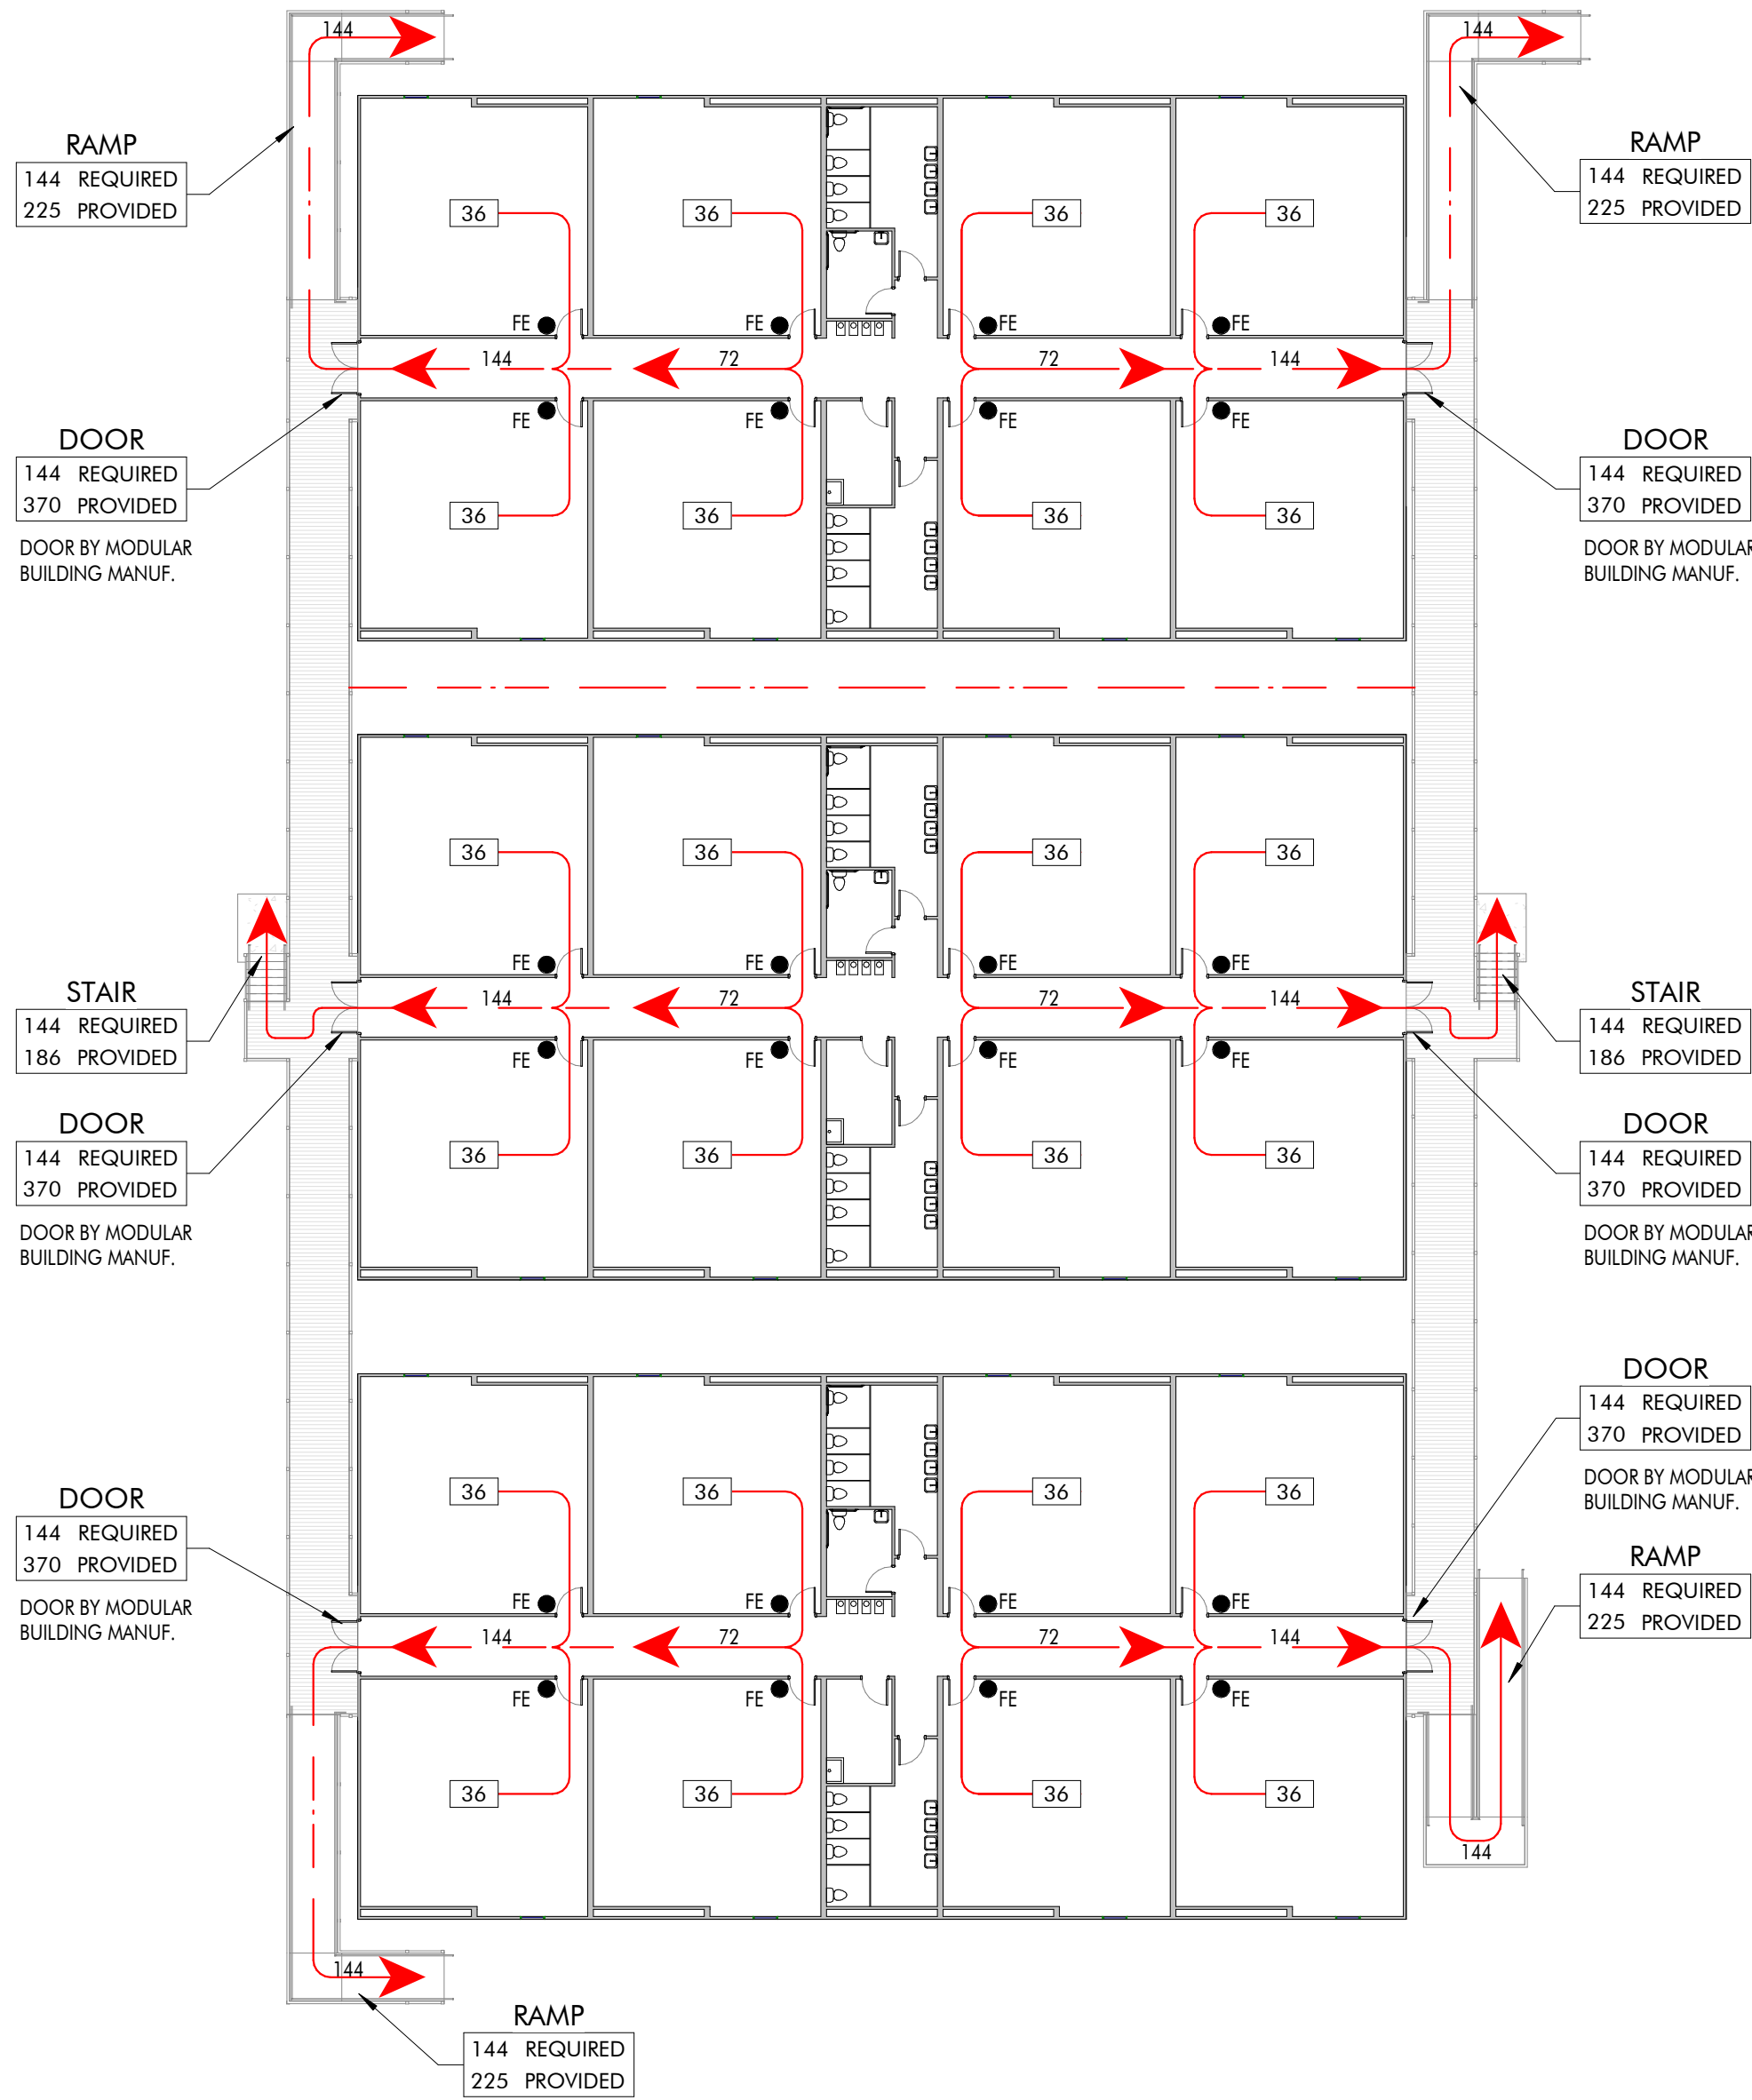 144
144
RAMP
144 REQUIRED
225 PROVIDED
RAMP
144 REQUIRED
225 PROVIDED
36
36
36
36
FE
FE
FE
FE
144
72
72
144
FE
FE
FE
FE
DOOR
144 REQUIRED
370 PROVIDED
DOOR BY MODULAR
BUILDING MANUF.
DOOR
144 REQUIRED
370 PROVIDED
DOOR BY MODULAR
BUILDING MANUF.
36
36
36
36
36
36
36
36
FE
FE
FE
FE
144
72
72
144
FE
FE
FE
FE
STAIR
144 REQUIRED
186 PROVIDED
STAIR
144 REQUIRED
186 PROVIDED
DOOR
144 REQUIRED
370 PROVIDED
DOOR BY MODULAR
BUILDING MANUF.
DOOR
144 REQUIRED
370 PROVIDED
DOOR BY MODULAR
BUILDING MANUF.
36
36
36
36
DOOR
144 REQUIRED
370 PROVIDED
DOOR BY MODULAR
BUILDING MANUF.
36
36
36
36
DOOR
144 REQUIRED
370 PROVIDED
DOOR BY MODULAR
BUILDING MANUF.
RAMP
144 REQUIRED
225 PROVIDED
FE
FE
FE
FE
144
72
72
144
FE
FE
FE
FE
36
36
36
36
144
144
RAMP
144 REQUIRED
225 PROVIDED